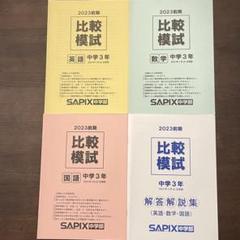 2023前期
比較
模試
英語 中学3年
SAPIX中学部
2023前期
比較
模試
数学 中学3年
SAPIX中学部
2023前期
比較
模試
国語 中学3年
SAPIX中学部
2023前期
比較
模試
中学3年
解答解説集
(英語・数学・国語)
SAPIX中学部